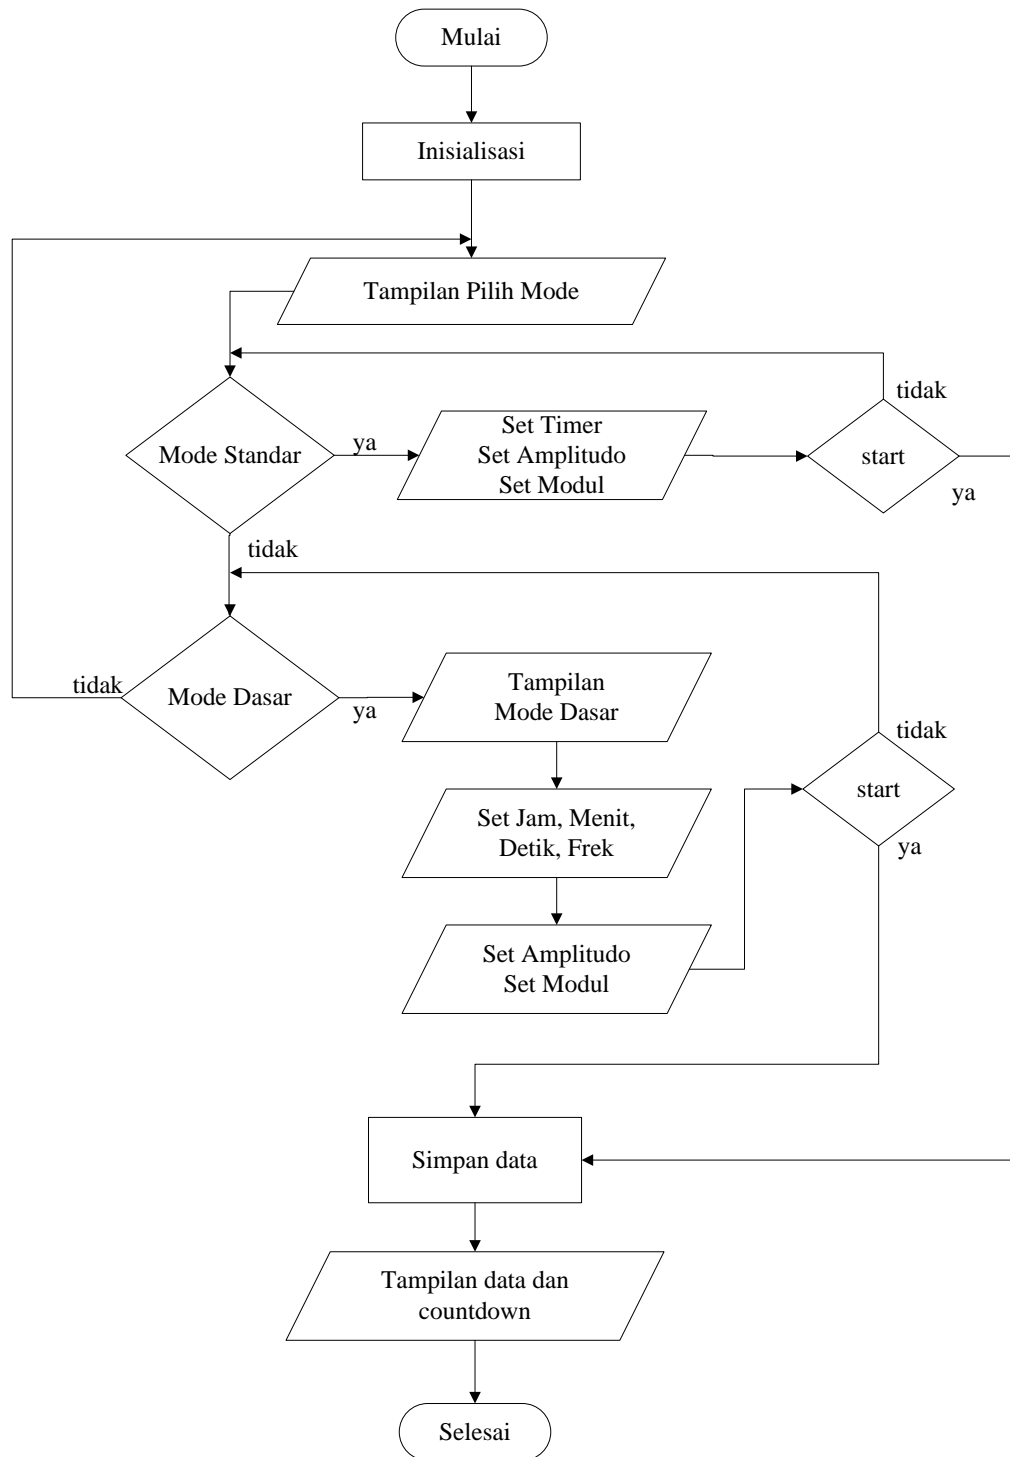 Mulai
Inisialisasi
Tampilan Pilih Mode
tidak
Mode Standar
ya
Set Timer
Set Amplitudo
Set Modul
start
ya
tidak
tidak
Mode Dasar
ya
Tampilan
Mode Dasar
tidak
start
ya
Set Jam, Menit,
Detik, Frek
Set Amplitudo
Set Modul
Simpan data
Tampilan data dan
countdown
Selesai